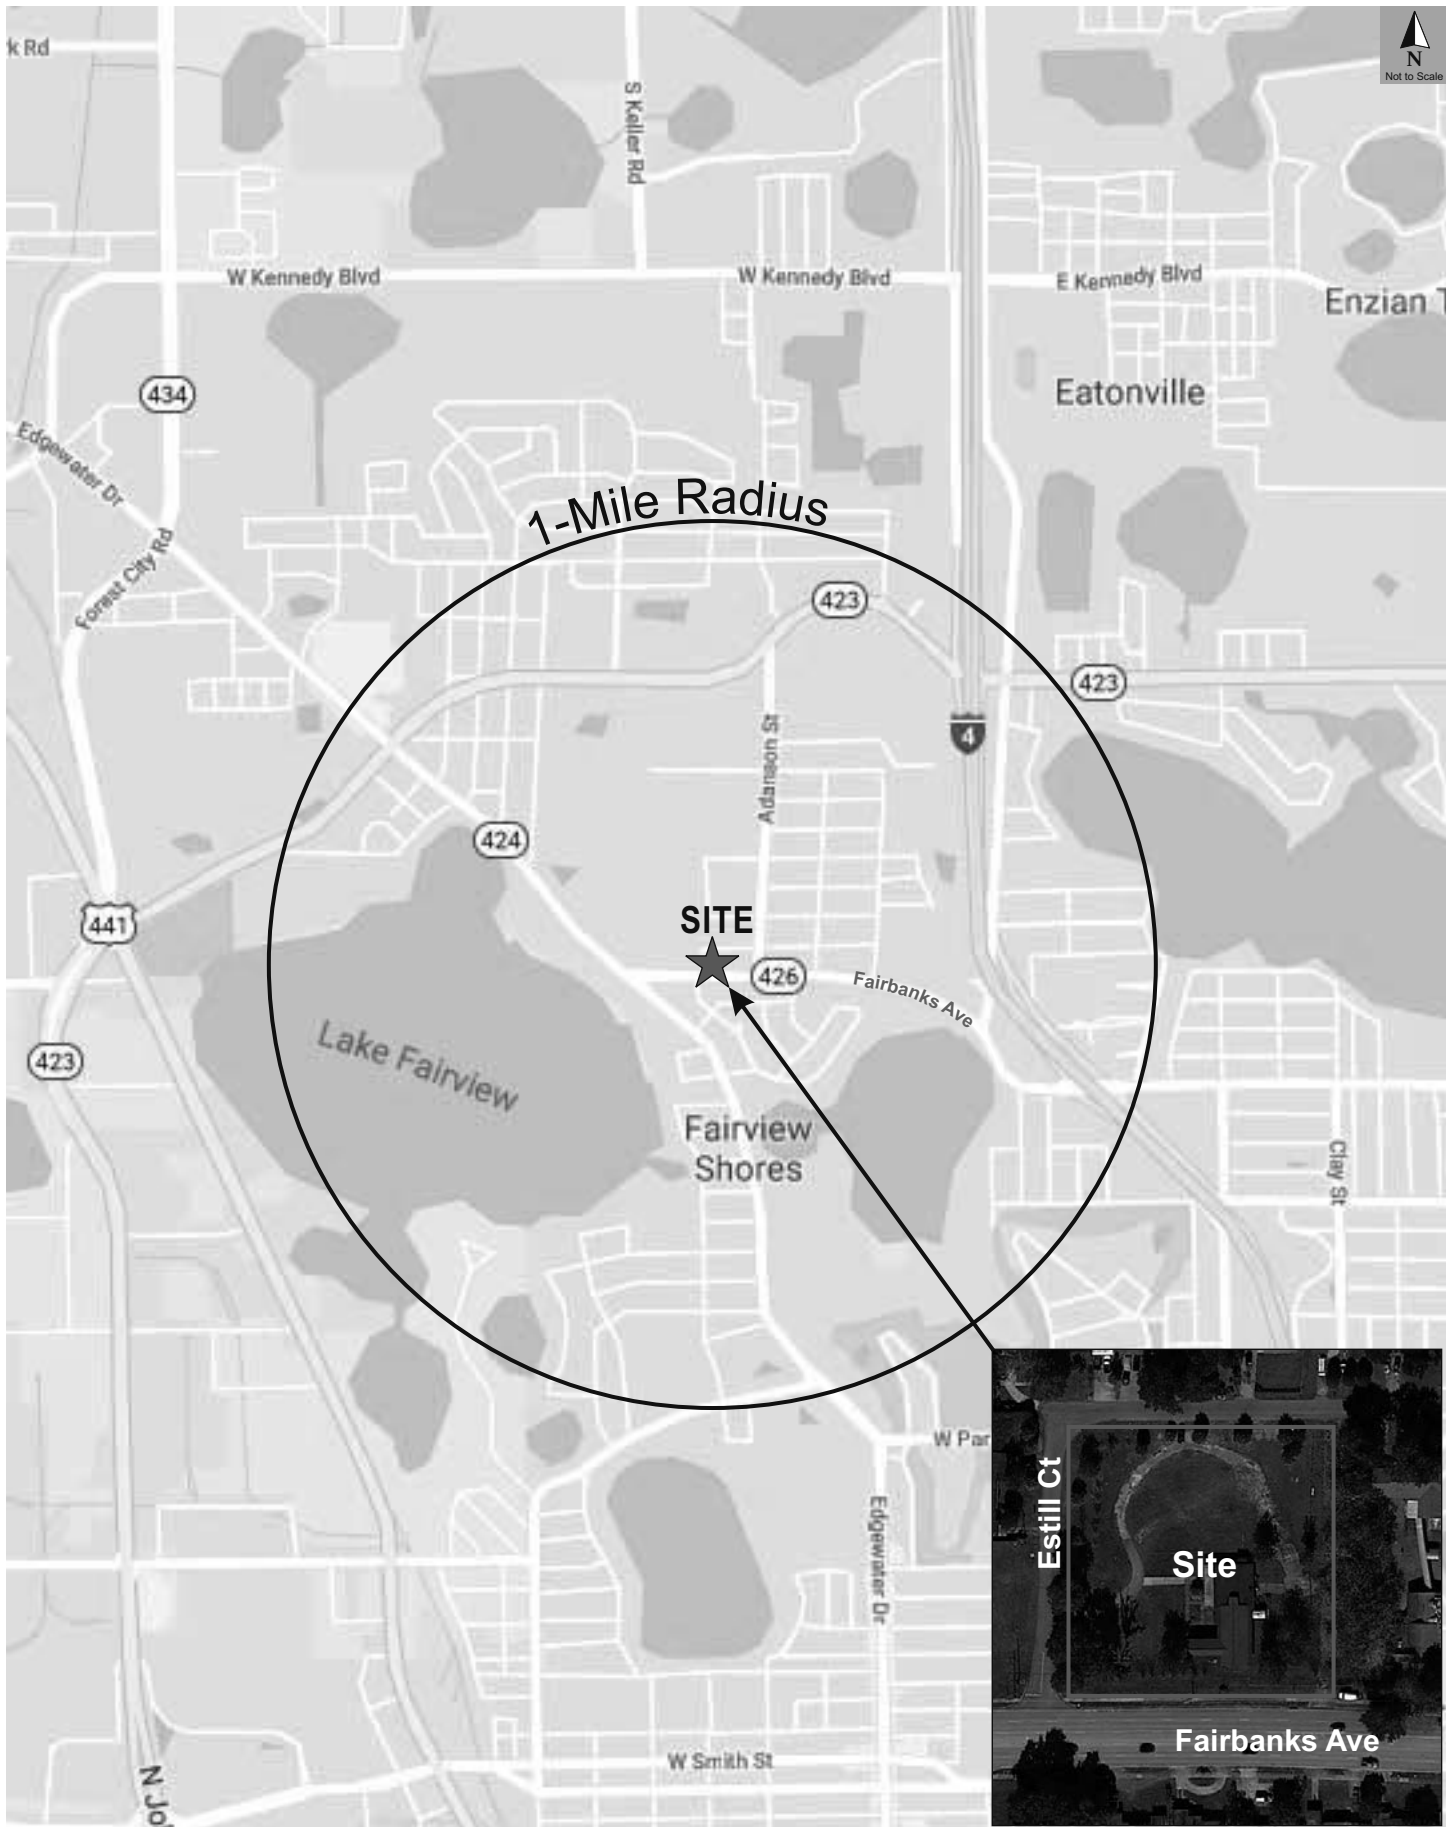 k Rd
N
Not to Scale
S Keller Rd
W Kennedy Blvd
W Kennedy Blvd
E Kennedy Blvd
Enzian T
434
Eatonville
Edgewater Dr
1-Mile Radius
Forest City Rd
423
423
4
Adanson St
424
441
SITE
426
Fairbanks Ave
Lake Fairview
423
Fairview
Shores
Clay St
W Par
Edgewater Dr
Estill Ct
Site
Fairbanks Ave
W Smith St
N Jo